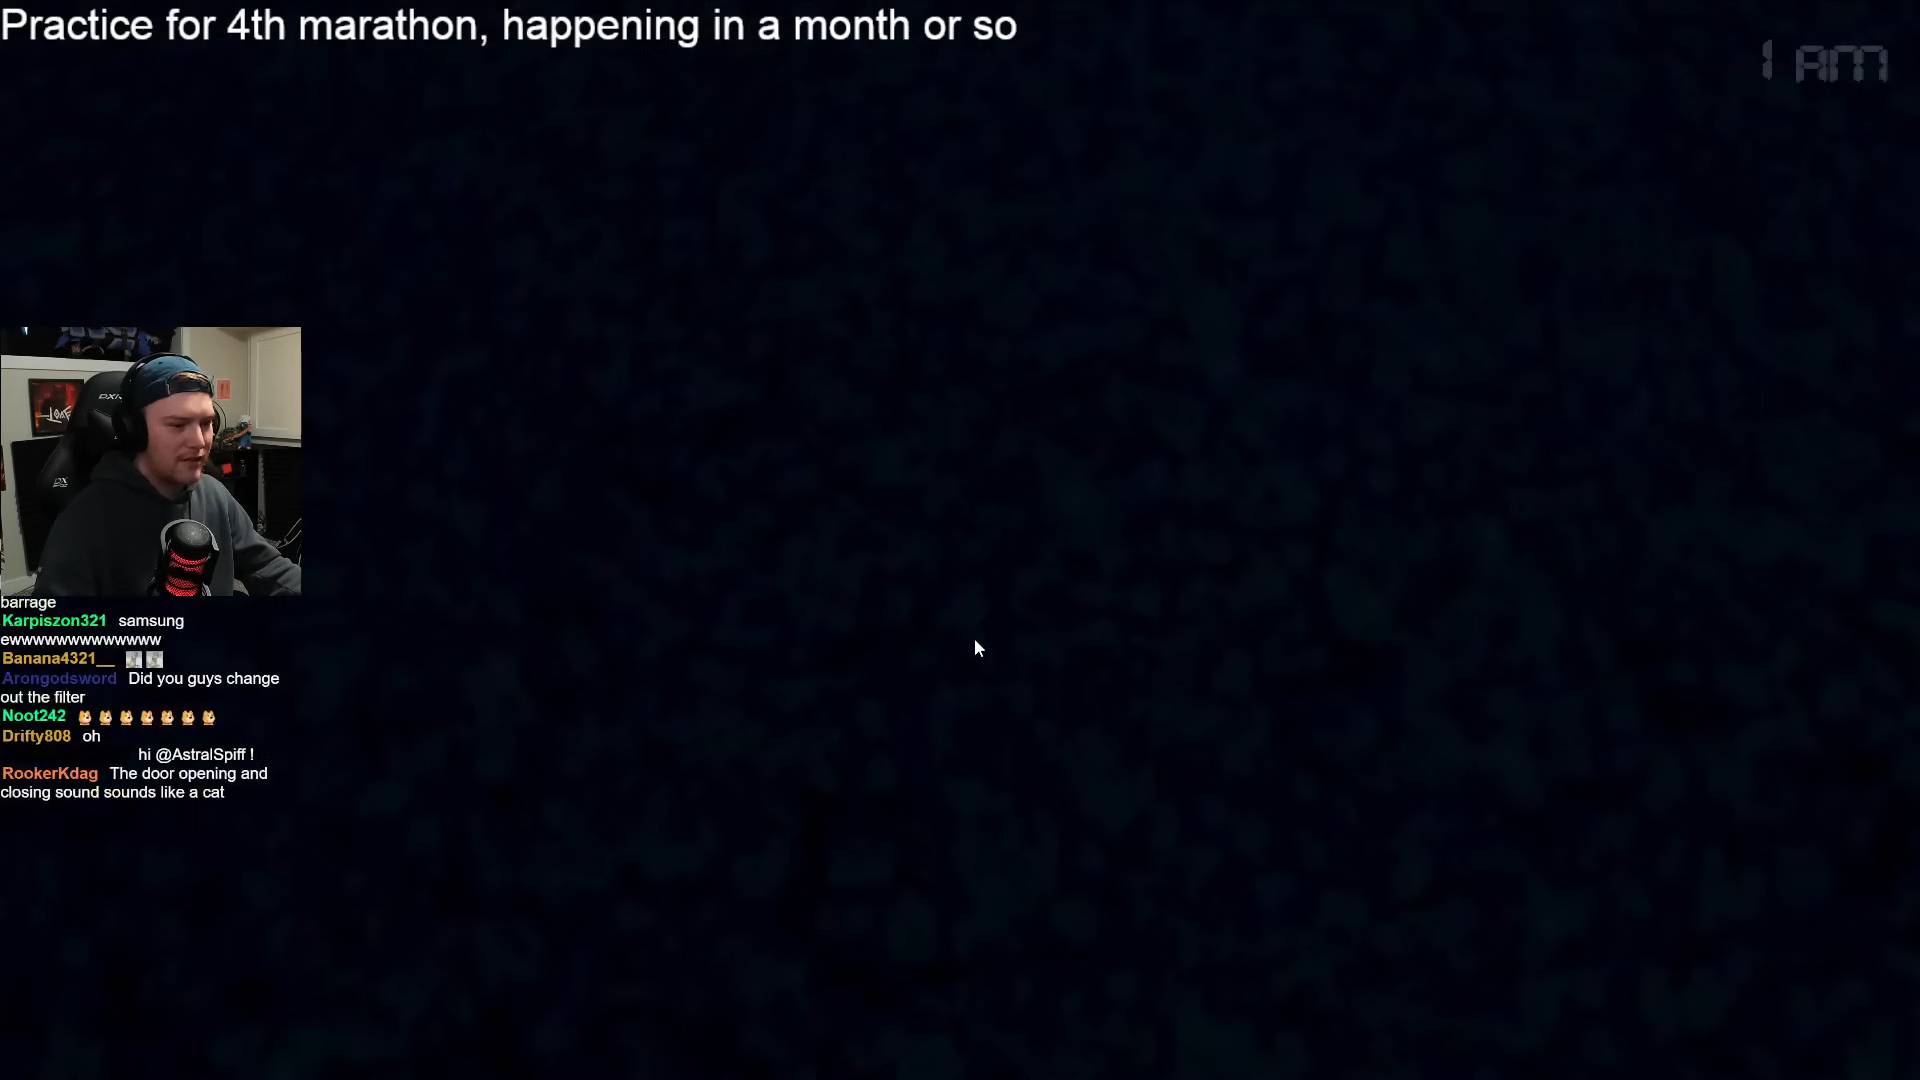 Practice for 4th marathon, happening in a month or so
1 AM
DX
barrage
Karpiszon321 samsung
ewwwwwwwwwwwww
Banana4321__
Arongodsword Did you guys change
out the filter
Noot242
Drifty808 oh
hi @AstralSpiff !
RookerKdag The door opening and
closing sound sounds like a cat